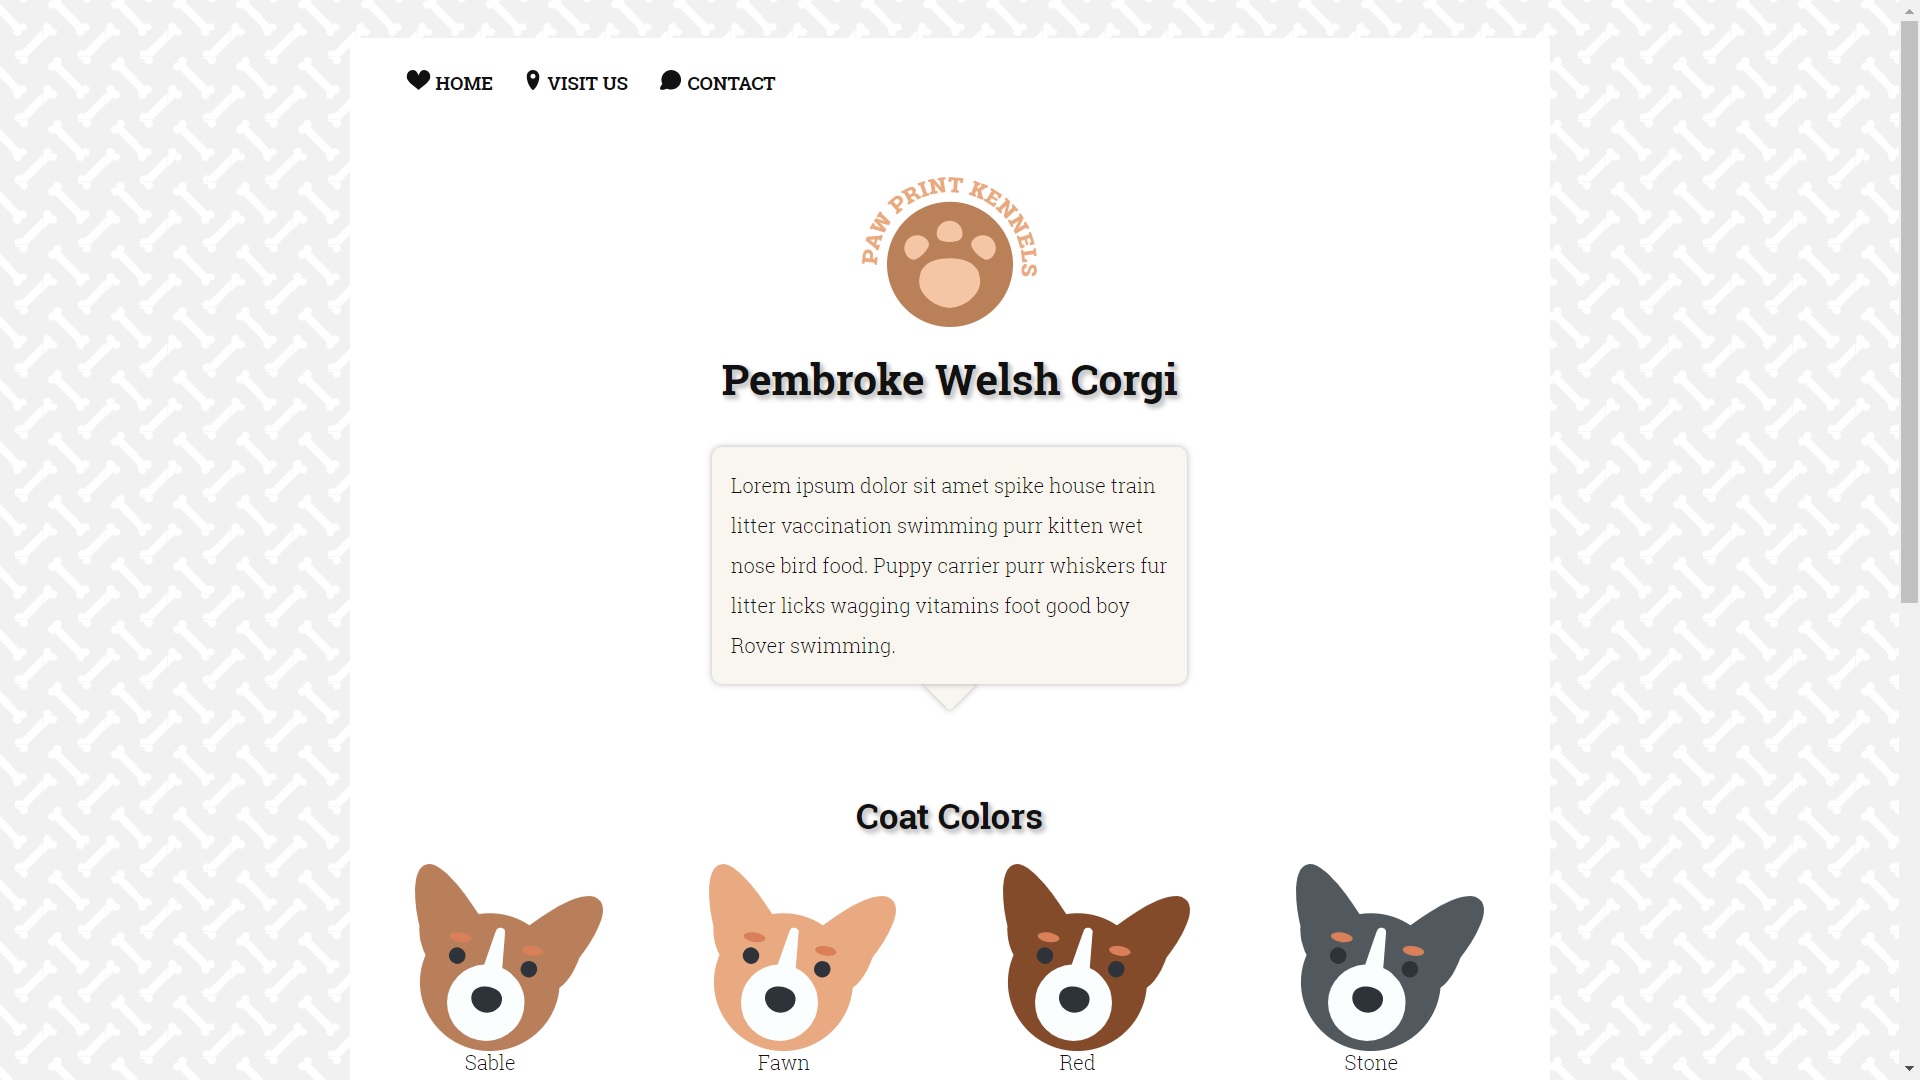 HOME VISIT US CONTACT
PAW PRINT KENNELS
Pembroke Welsh Corgi
Lorem ipsum dolor sit amet spike house train
litter vaccination swimming purr kitten wet
nose bird food. Puppy carrier purr whiskers fur
litter licks wagging vitamins foot good boy
Rover swimming.
Coat Colors
Sable Fawn Red Stone